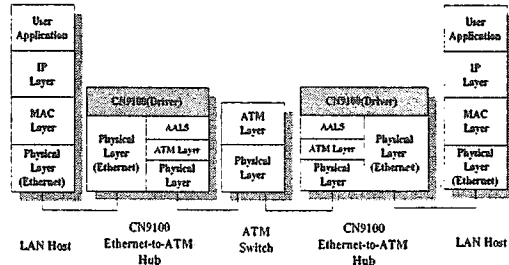 User
Application
IP
Layer
MAC
Layer
Physical
Layer
(Ethernet)
CN9100(Driver)
Physical
Layer
(Ethernet)
AAL5
ATM Layer
Physical
Layer
ATM
Layer
Physical
Layer
CN9100(Driver)
AAL5
ATM Layer
Physical
Layer
Physical
Layer
(Ethernet)
User
Application
IP
Layer
MAC
Layer
Physical
Layer
(Ethernet)
LAN Host
CN9100
Ethernet-to-ATM
Hub
ATM
Switch
CN9100
Ethernet-to-ATM
Hub
LAN Host